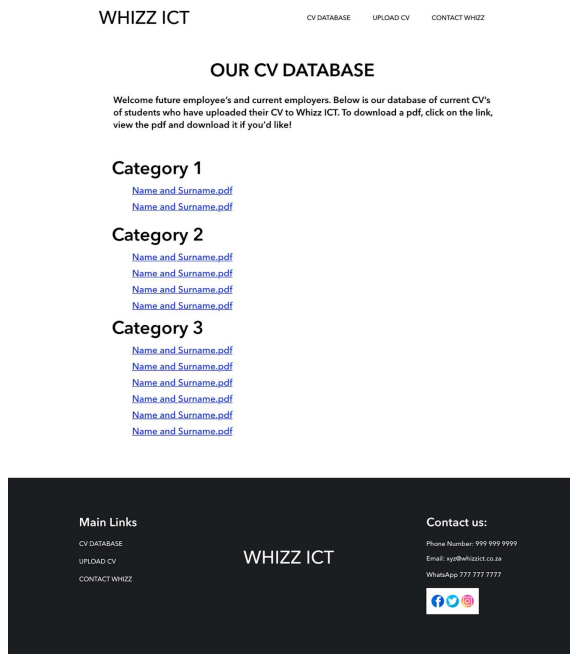 WHIZZ ICT
CV DATABASE UPLOAD CV CONTACT WHIZZ
OUR CV DATABASE
Welcome future employee's and current employers. Below is our database of current CV's
of students who have uploaded their CV to Whizz ICT. To download a pdf, click on the link,
view the pdf and download it if you'd like!
Category 1
Name and Surname.pdf
Name and Surname.pdf
Category 2
Name and Surname.pdf
Name and Surname.pdf
Name and Surname.pdf
Name and Surname.pdf
Category 3
Name and Surname.pdf
Name and Surname.pdf
Name and Surname.pdf
Name and Surname.pdf
Name and Surname.pdf
Name and Surname.pdf
Main Links
CV DATABASE
UPLOAD CV
CONTACT WHIZZ
WHIZZ ICT
Contact us:
Phone Number: 999 999 9999
Email: xyz@whizzict.co.za
WhatsApp 777 777 7777